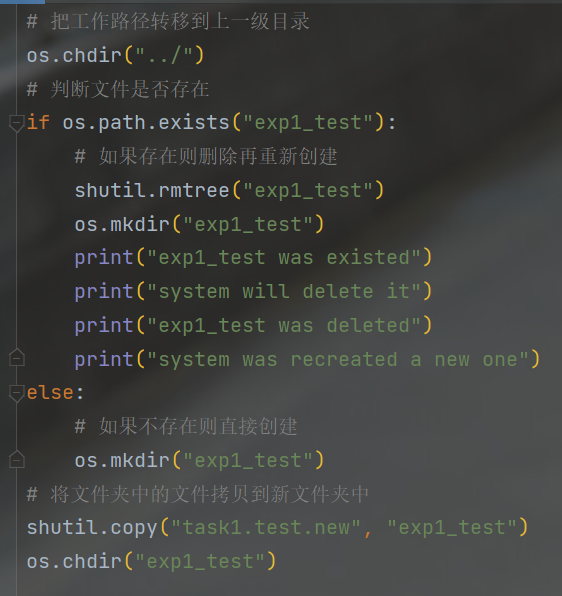 # 把工作路径转移到上一级目录
os.chdir("../")
# 判断文件是否存在
if os.path.exists("exp1_test"):
    # 如果存在则删除再重新创建
    shutil.rmtree("exp1_test")
    os.mkdir("exp1_test")
    print("exp1_test was existed")
    print("system will delete it")
    print("exp1_test was deleted")
    print("system was recreated a new one")
else:
    # 如果不存在则直接创建
    os.mkdir("exp1_test")
# 将文件夹中的文件拷贝到新文件夹中
shutil.copy("task1.test.new", "exp1_test")
os.chdir("exp1_test")